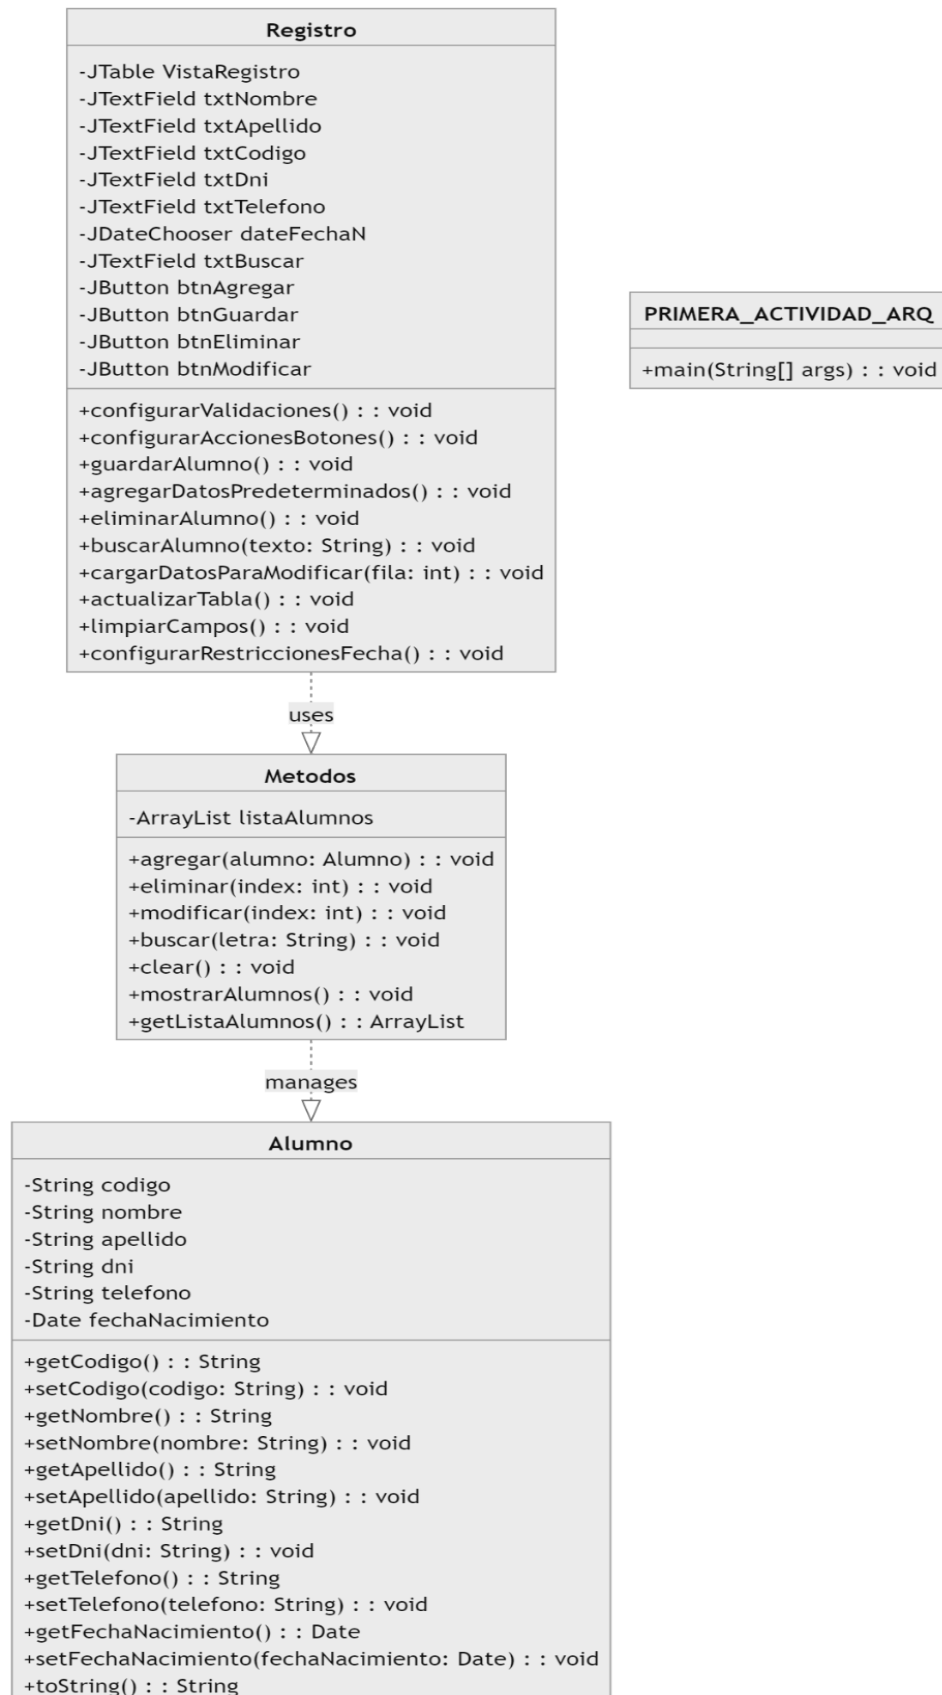 Registro
-JTable VistaRegistro
-JTextField txtNombre
-JTextField txtApellido
-JTextField txtCodigo
-JTextField txtDni
-JTextField txtTelefono
-JDateChooser dateFechaN
-JTextField txtBuscar
-JButton btnAgregar
-JButton btnGuardar
-JButton btnEliminar
-JButton btnModificar
+configurarValidaciones() : : void
+configurarAccionesBotones() : : void
+guardarAlumno() : : void
+agregarDatosPredeterminados() : : void
+eliminarAlumno() : : void
+buscarAlumno(texto: String) : : void
+cargarDatosParaModificar(fila: int) : : void
+actualizarTabla() : : void
+limpiarCampos() : : void
+configurarRestriccionesFecha() : : void
PRIMERA_ACTIVIDAD_ARQ
+main(String[] args) : : void
uses
Metodos
-ArrayList listaAlumnos
+agregar(alumno: Alumno) : : void
+eliminar(index: int) : : void
+modificar(index: int) : : void
+buscar(letra: String) : : void
+clear() : : void
+mostrarAlumnos() : : void
+getListaAlumnos() : : ArrayList
manages
Alumno
-String codigo
-String nombre
-String apellido
-String dni
-String telefono
-Date fechaNacimiento
+getCodigo() : : String
+setCodigo(codigo: String) : : void
+getNombre() : : String
+setNombre(nombre: String) : : void
+getApellido() : : String
+setApellido(apellido: String) : : void
+getDni() : : String
+setDni(dni: String) : : void
+getTelefono() : : String
+setTelefono(telefono: String) : : void
+getFechaNacimiento() : : Date
+setFechaNacimiento(fechaNacimiento: Date) : : void
+toString() : : String